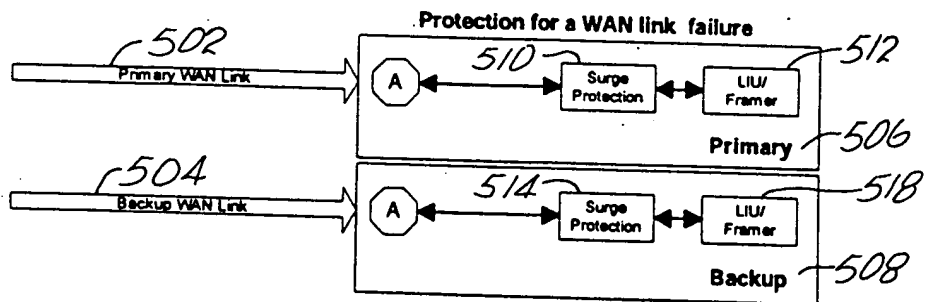 Protection for a WAN link failure
502
Primary WAN Link
A
510
Surge
Protection
512
LIU/
Framer
Primary
506
504
Backup WAN Link
A
514
Surge
Protection
518
LIU/
Framer
Backup
508